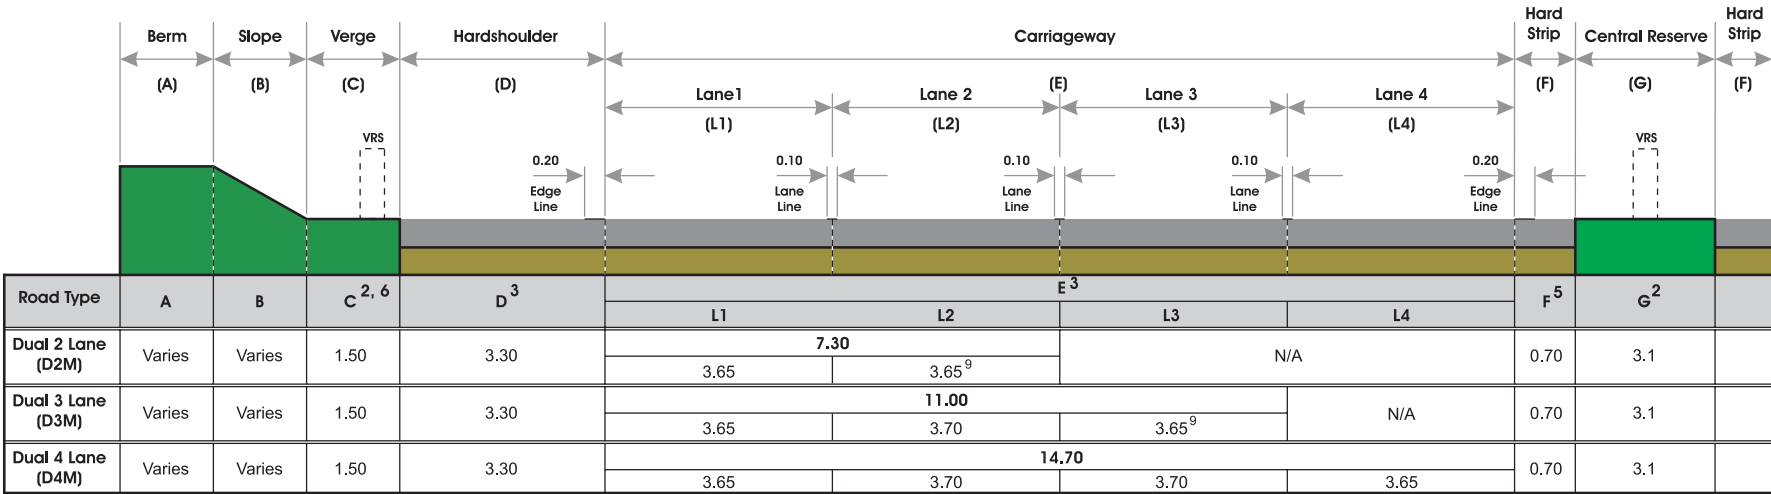 Hard Strip
Hard Strip
Berm Slope Verge Hardshoulder Carriageway Central Reserve
(A) (B) (C) (D) (E) (F) (G) (F)
Lane1 Lane 2 Lane 3 Lane 4
(L1) (L2) (L3) (L4)
VRS VRS
0.20 0.10 0.10 0.10 0.20
Edge Line Lane Line Lane Line Lane Line Edge Line
Road Type A B C 2, 6 D 3 E 3 F 5 G 2
L1 L2 L3 L4
Dual 2 Lane (D2M) Varies Varies 1.50 3.30 7.30 N/A 0.70 3.1
3.65 3.65 9
Dual 3 Lane (D3M) Varies Varies 1.50 3.30 11.00 N/A 0.70 3.1
3.65 3.70 3.65 9
Dual 4 Lane (D4M) Varies Varies 1.50 3.30 14.70 0.70 3.1
3.65 3.70 3.70 3.65